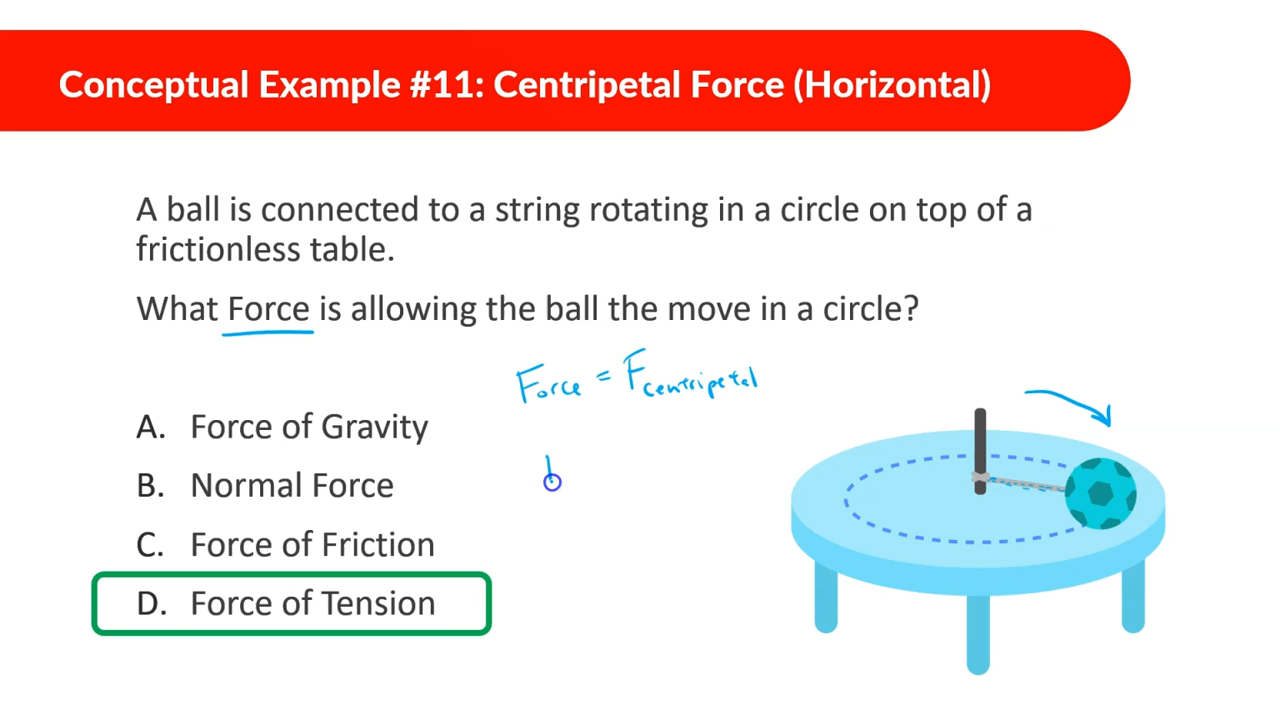 Conceptual Example #11: Centripetal Force (Horizontal)
A ball is connected to a string rotating in a circle on top of a
frictionless table.
What Force is allowing the ball the move in a circle?
Force = Fcentripetal
A. Force of Gravity
B. Normal Force
C. Force of Friction
D. Force of Tension